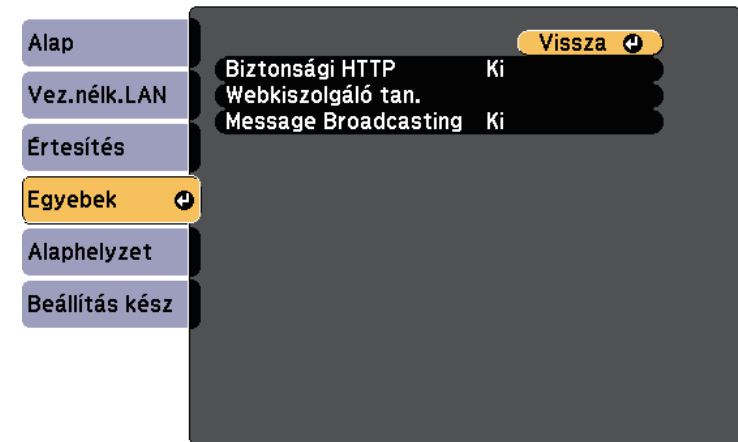 Alap
Vez.nélk.LAN
Értesítés
Egyebek
Alaphelyzet
Beállítás kész
Vissza
Biztonsági HTTP Ki
Webkiszolgáló tan.
Message Broadcasting Ki